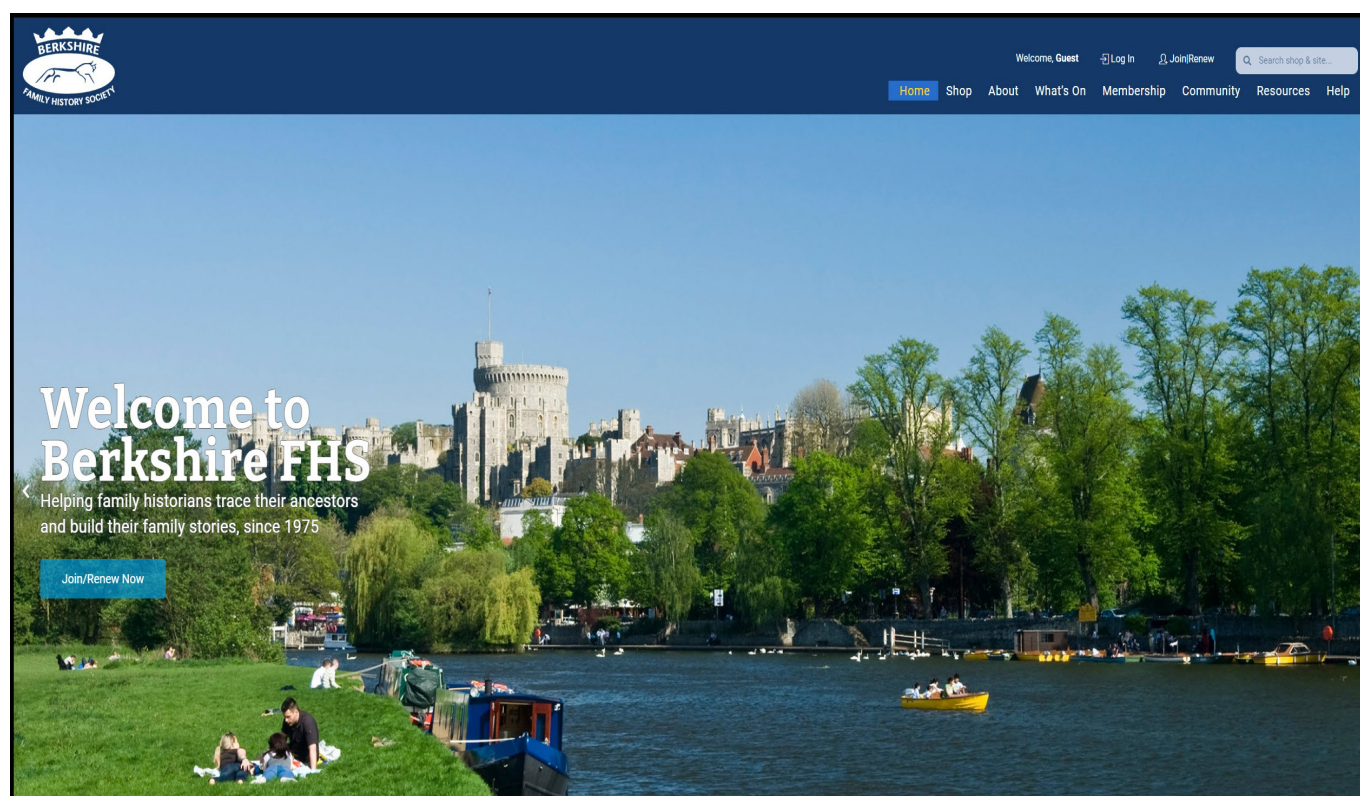 BERKSHIRE
FAMILY HISTORY SOCIETY
Welcome, Guest
Log In
Join|Renew
Search shop & site...
Home
Shop
About
What's On
Membership
Community
Resources
Help
Welcome to
Berkshire FHS
Helping family historians trace their ancestors
and build their family stories, since 1975
Join/Renew Now